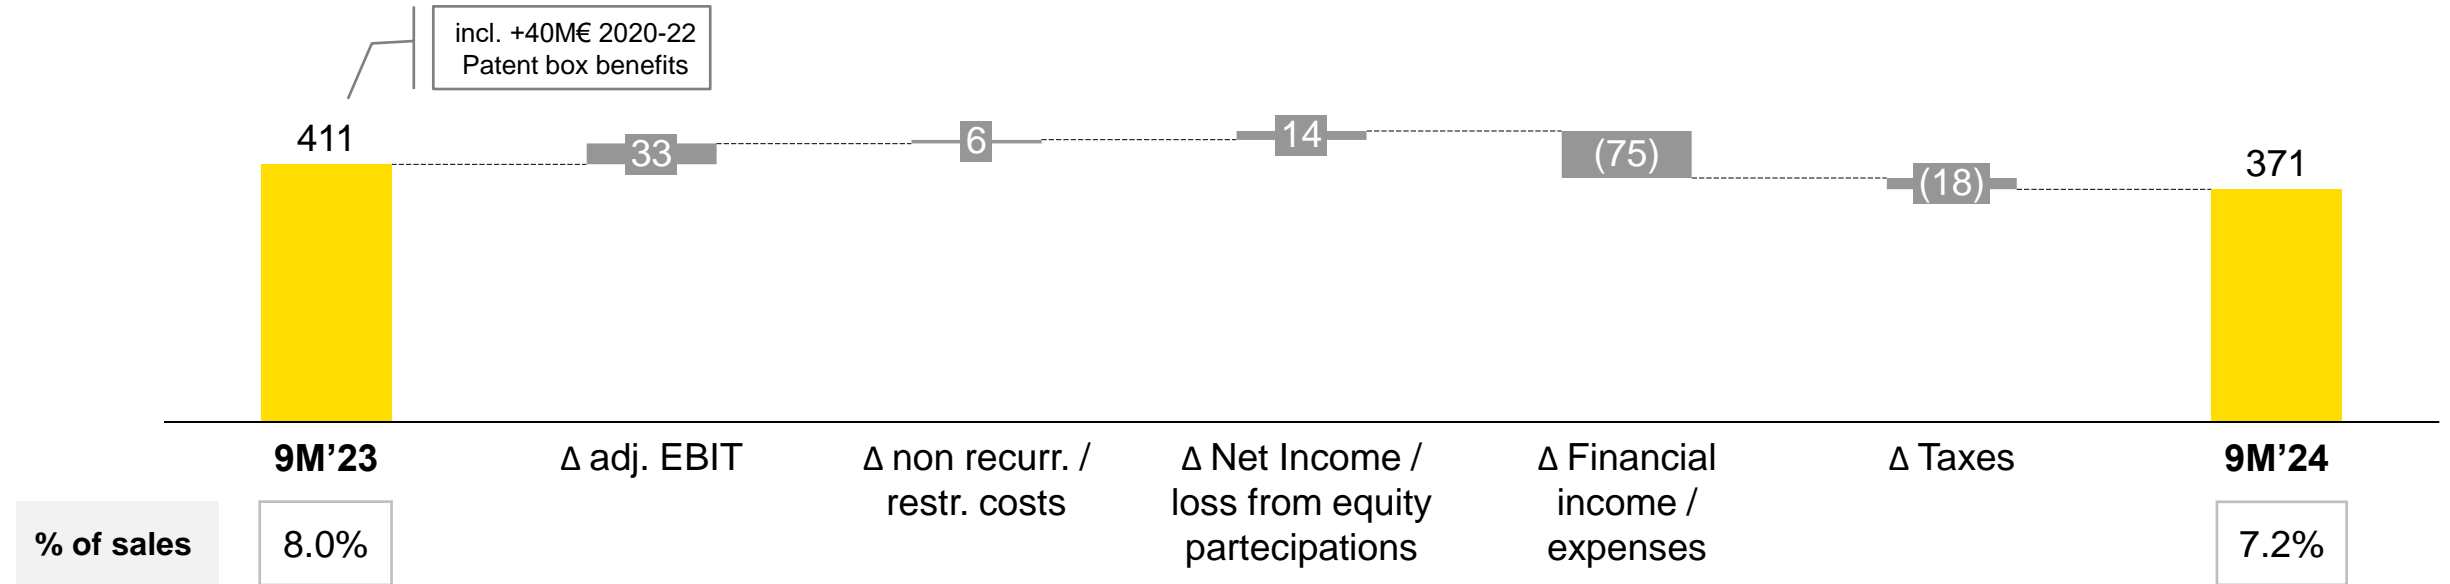 incl. +40M€ 2020-22
Patent box benefits
411
33
6
14
(75)
(18)
371
9M’23
Δ adj. EBIT
Δ non recurr. /
restr. costs
Δ Net Income /
loss from equity
partecipations
Δ Financial
income /
expenses
Δ Taxes
9M’24
% of sales
8.0%
7.2%